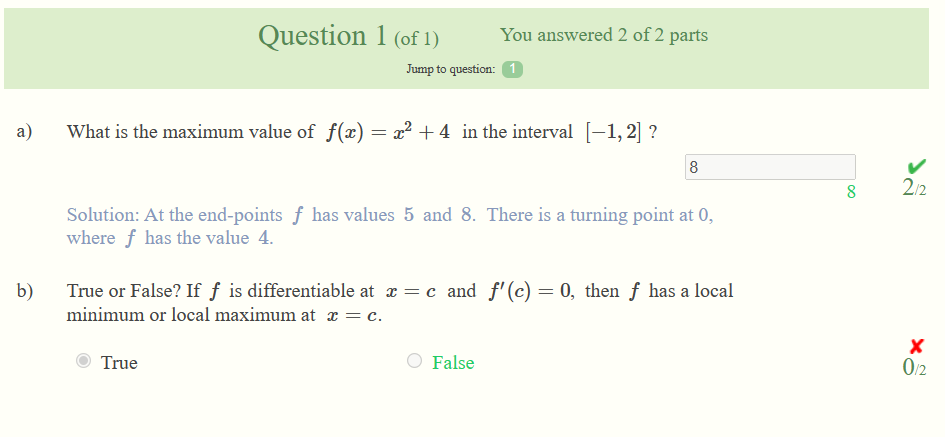 Question 1 (of 1)
You answered 2 of 2 parts
Jump to question: 1
a) What is the maximum value of f(x) = x² + 4 in the interval [−1, 2] ?
8
8
2/2
Solution: At the end-points f has values 5 and 8. There is a turning point at 0,
where f has the value 4.
b) True or False? If f is differentiable at x = c and f′(c) = 0, then f has a local
minimum or local maximum at x = c.
True
False
0/2